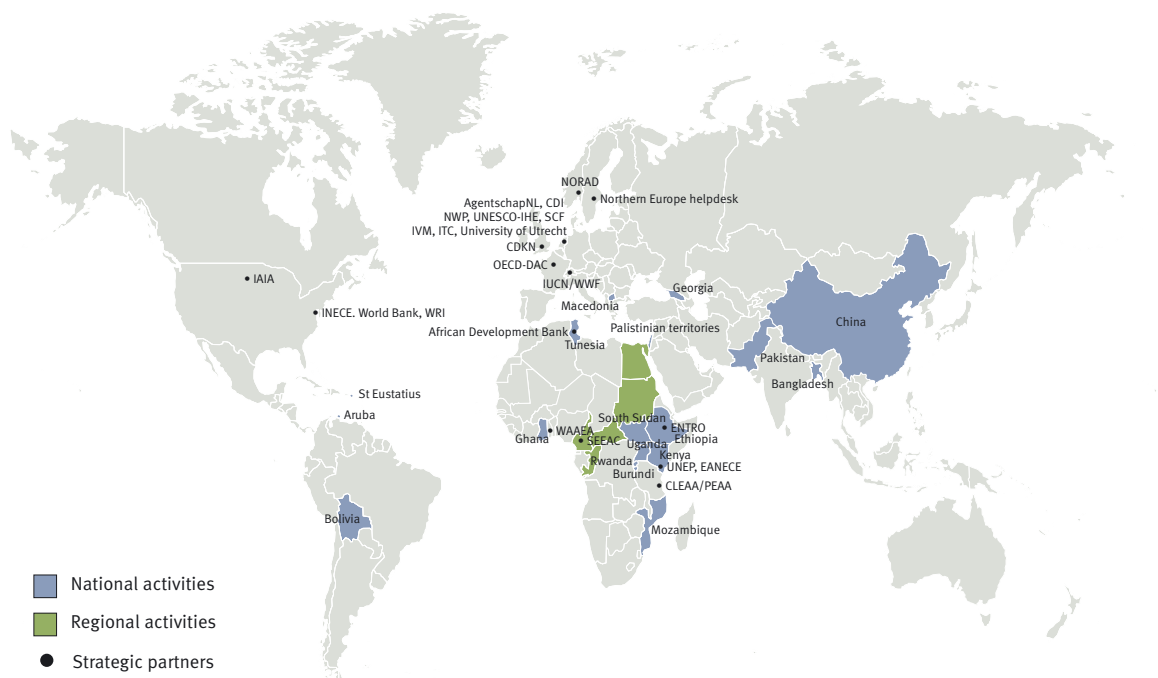 NORAD
Northern Europe helpdesk
AgentschapNL, CDI
NWP, UNESCO-IHE, SCF
IVM, ITC, University of Utrecht
CDKN
OECD-DAC
IUCN/WWF
IAIA
Georgia
Macedonia
INECE. World Bank, WRI
China
African Development Bank
Palistinian territories
Tunesia
Pakistan
Bangladesh
St Eustatius
Aruba
South Sudan
WAAEA
ENTRO
Ghana
SEEAC
Uganda
Ethiopia
Kenya
Rwanda
UNEP, EANECE
Burundi
CLEAA/PEAA
Bolivia
Mozambique
National activities
Regional activities
Strategic partners